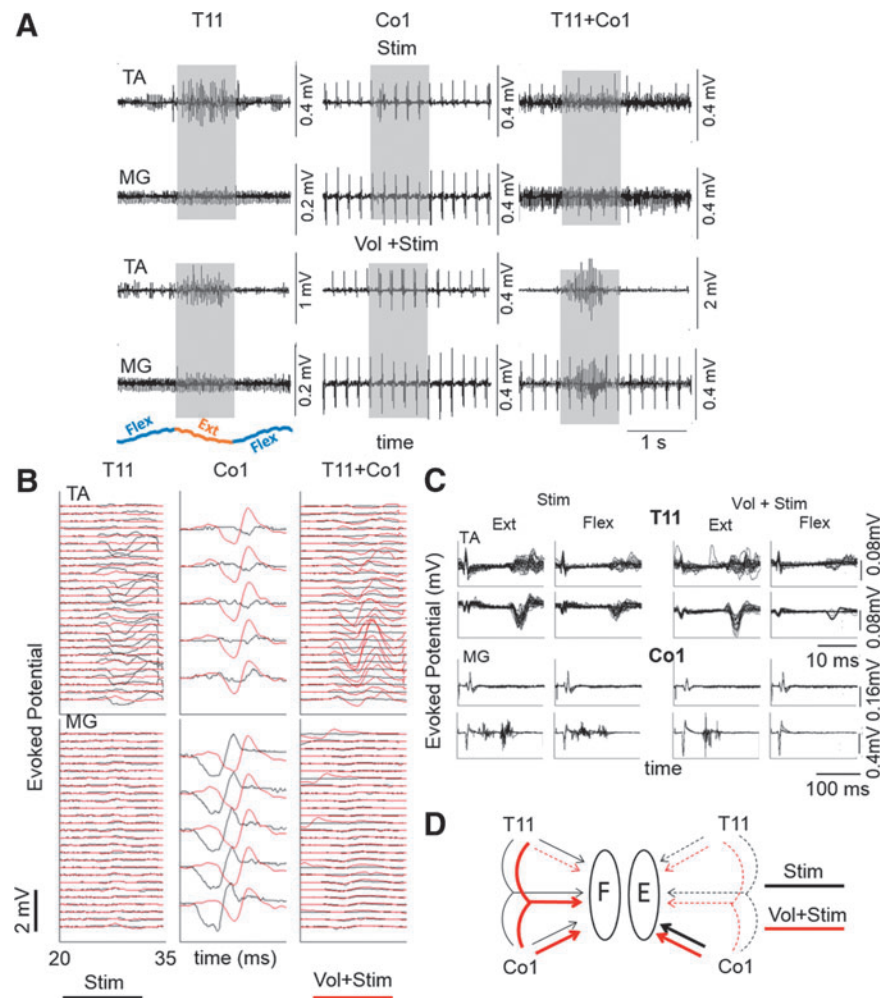 A
T11 Co1 T11+Co1
Stim
TA 0.4 mV 0.4 mV 0.4 mV
MG 0.2 mV 0.4 mV 0.4 mV
Vol +Stim
TA 1 mV 0.4 mV 2 mV
MG 0.2 mV 0.4 mV 0.4 mV
Flex Ext Flex time 1 s
B
T11 Co1 T11+Co1
TA
MG
Evoked Potential
2 mV
20 35 time (ms)
Stim Vol+Stim
C
Stim Vol + Stim
T11
Ext Flex Ext Flex
TA 0.08mV
0.08mV
10 ms
Evoked Potential (mV)
Co1
MG 0.16mV
0.4mV
time
100 ms
D
T11 T11
F E
Stim
Vol+Stim
Co1 Co1